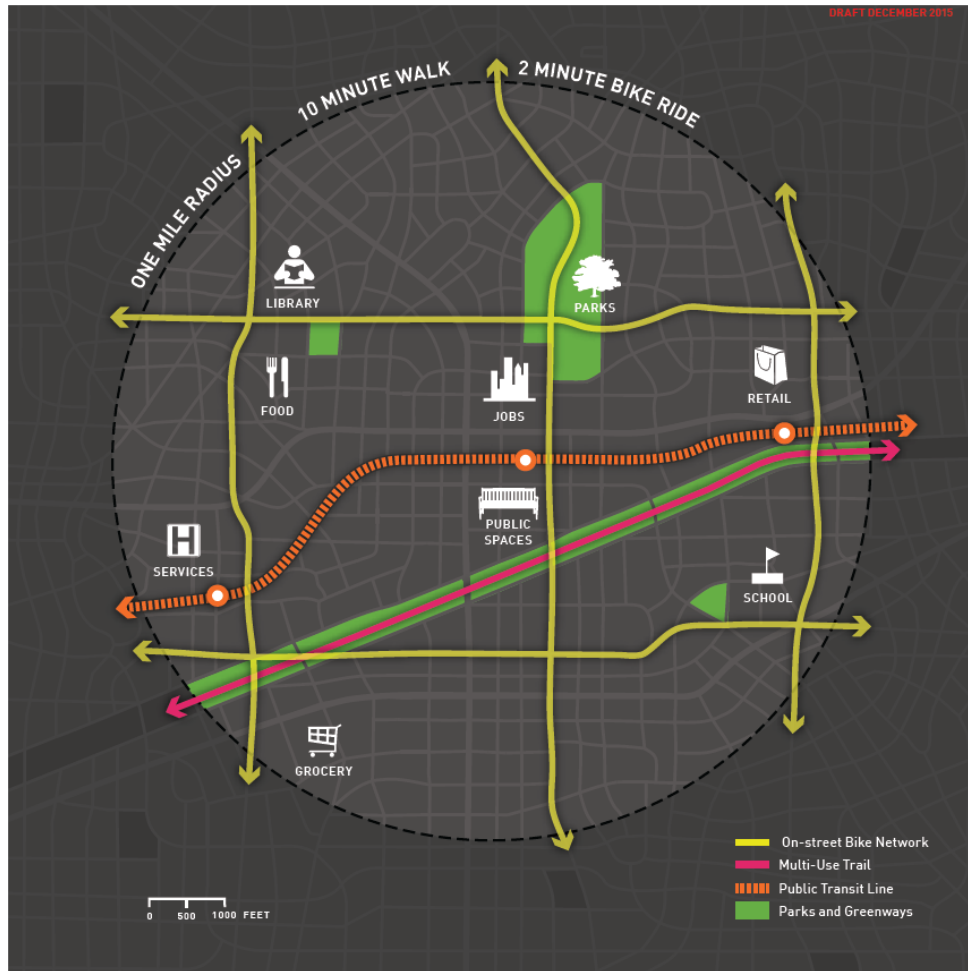 DRAFT DECEMBER 2015
ONE MILE RADIUS
10 MINUTE WALK
2 MINUTE BIKE RIDE
LIBRARY
PARKS
FOOD
JOBS
RETAIL
PUBLIC
SPACES
SERVICES
SCHOOL
GROCERY
On-street Bike Network
Multi-Use Trail
Public Transit Line
Parks and Greenways
0 500 1000 FEET